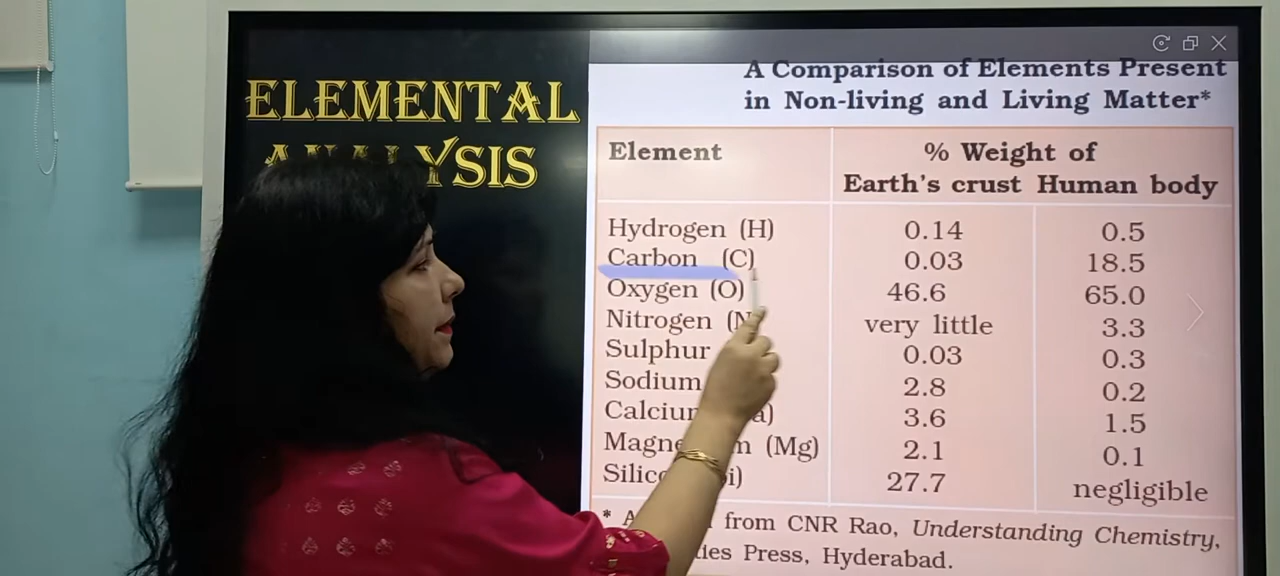 ELEMENTAL
ANALYSIS
A Comparison of Elements Present
in Non-living and Living Matter*
Element % Weight of
Earth's crust Human body
Hydrogen (H) 0.14 0.5
Carbon (C) 0.03 18.5
Oxygen (O) 46.6 65.0
Nitrogen very little 3.3
Sulphur 0.03 0.3
Sodium 2.8 0.2
3.6 1.5
(Mg) 2.1 0.1
27.7 negligible
* from CNR Rao, Understanding Chemistry,
Press, Hyderabad.